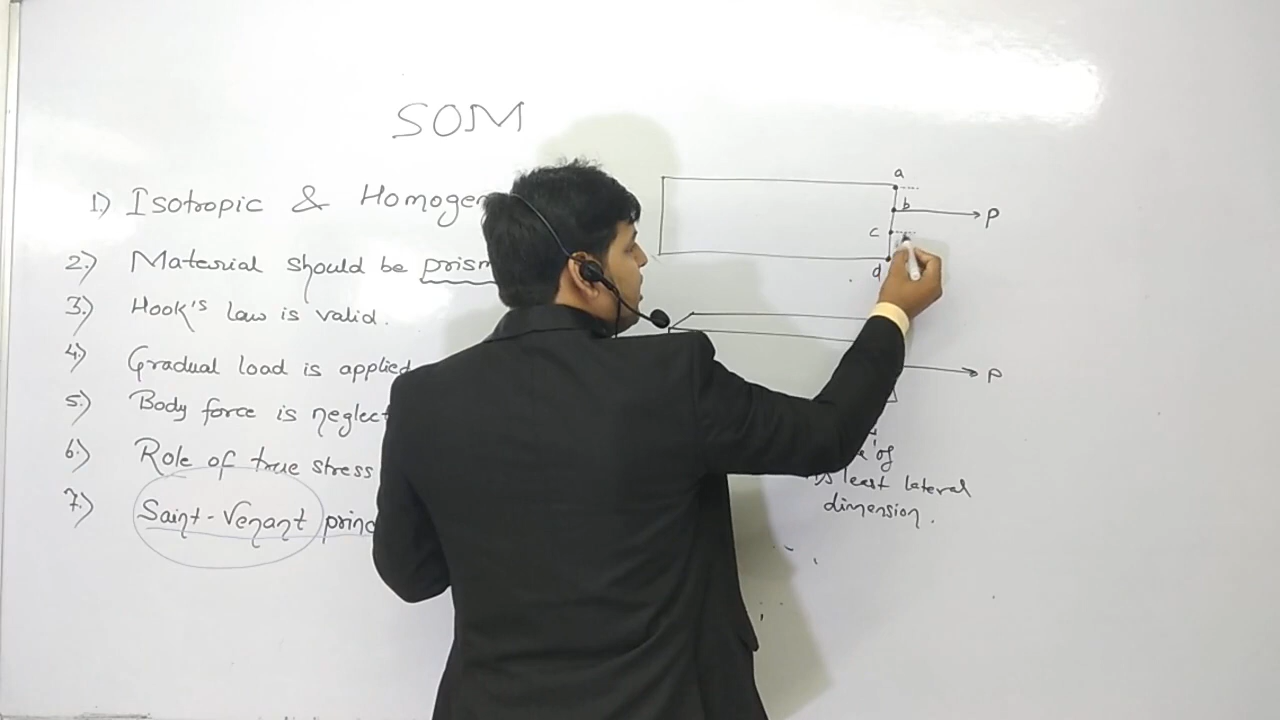 SOM
1) Isotropic & Homogen
2.) Material should be prism
3.) Hook's law is valid.
4.) Gradual load is applied
5.) Body force is neglect
6.) Role of true stress
7.) Saint-Venant princ
a
b
P
c
d
P
of
least lateral
dimension.